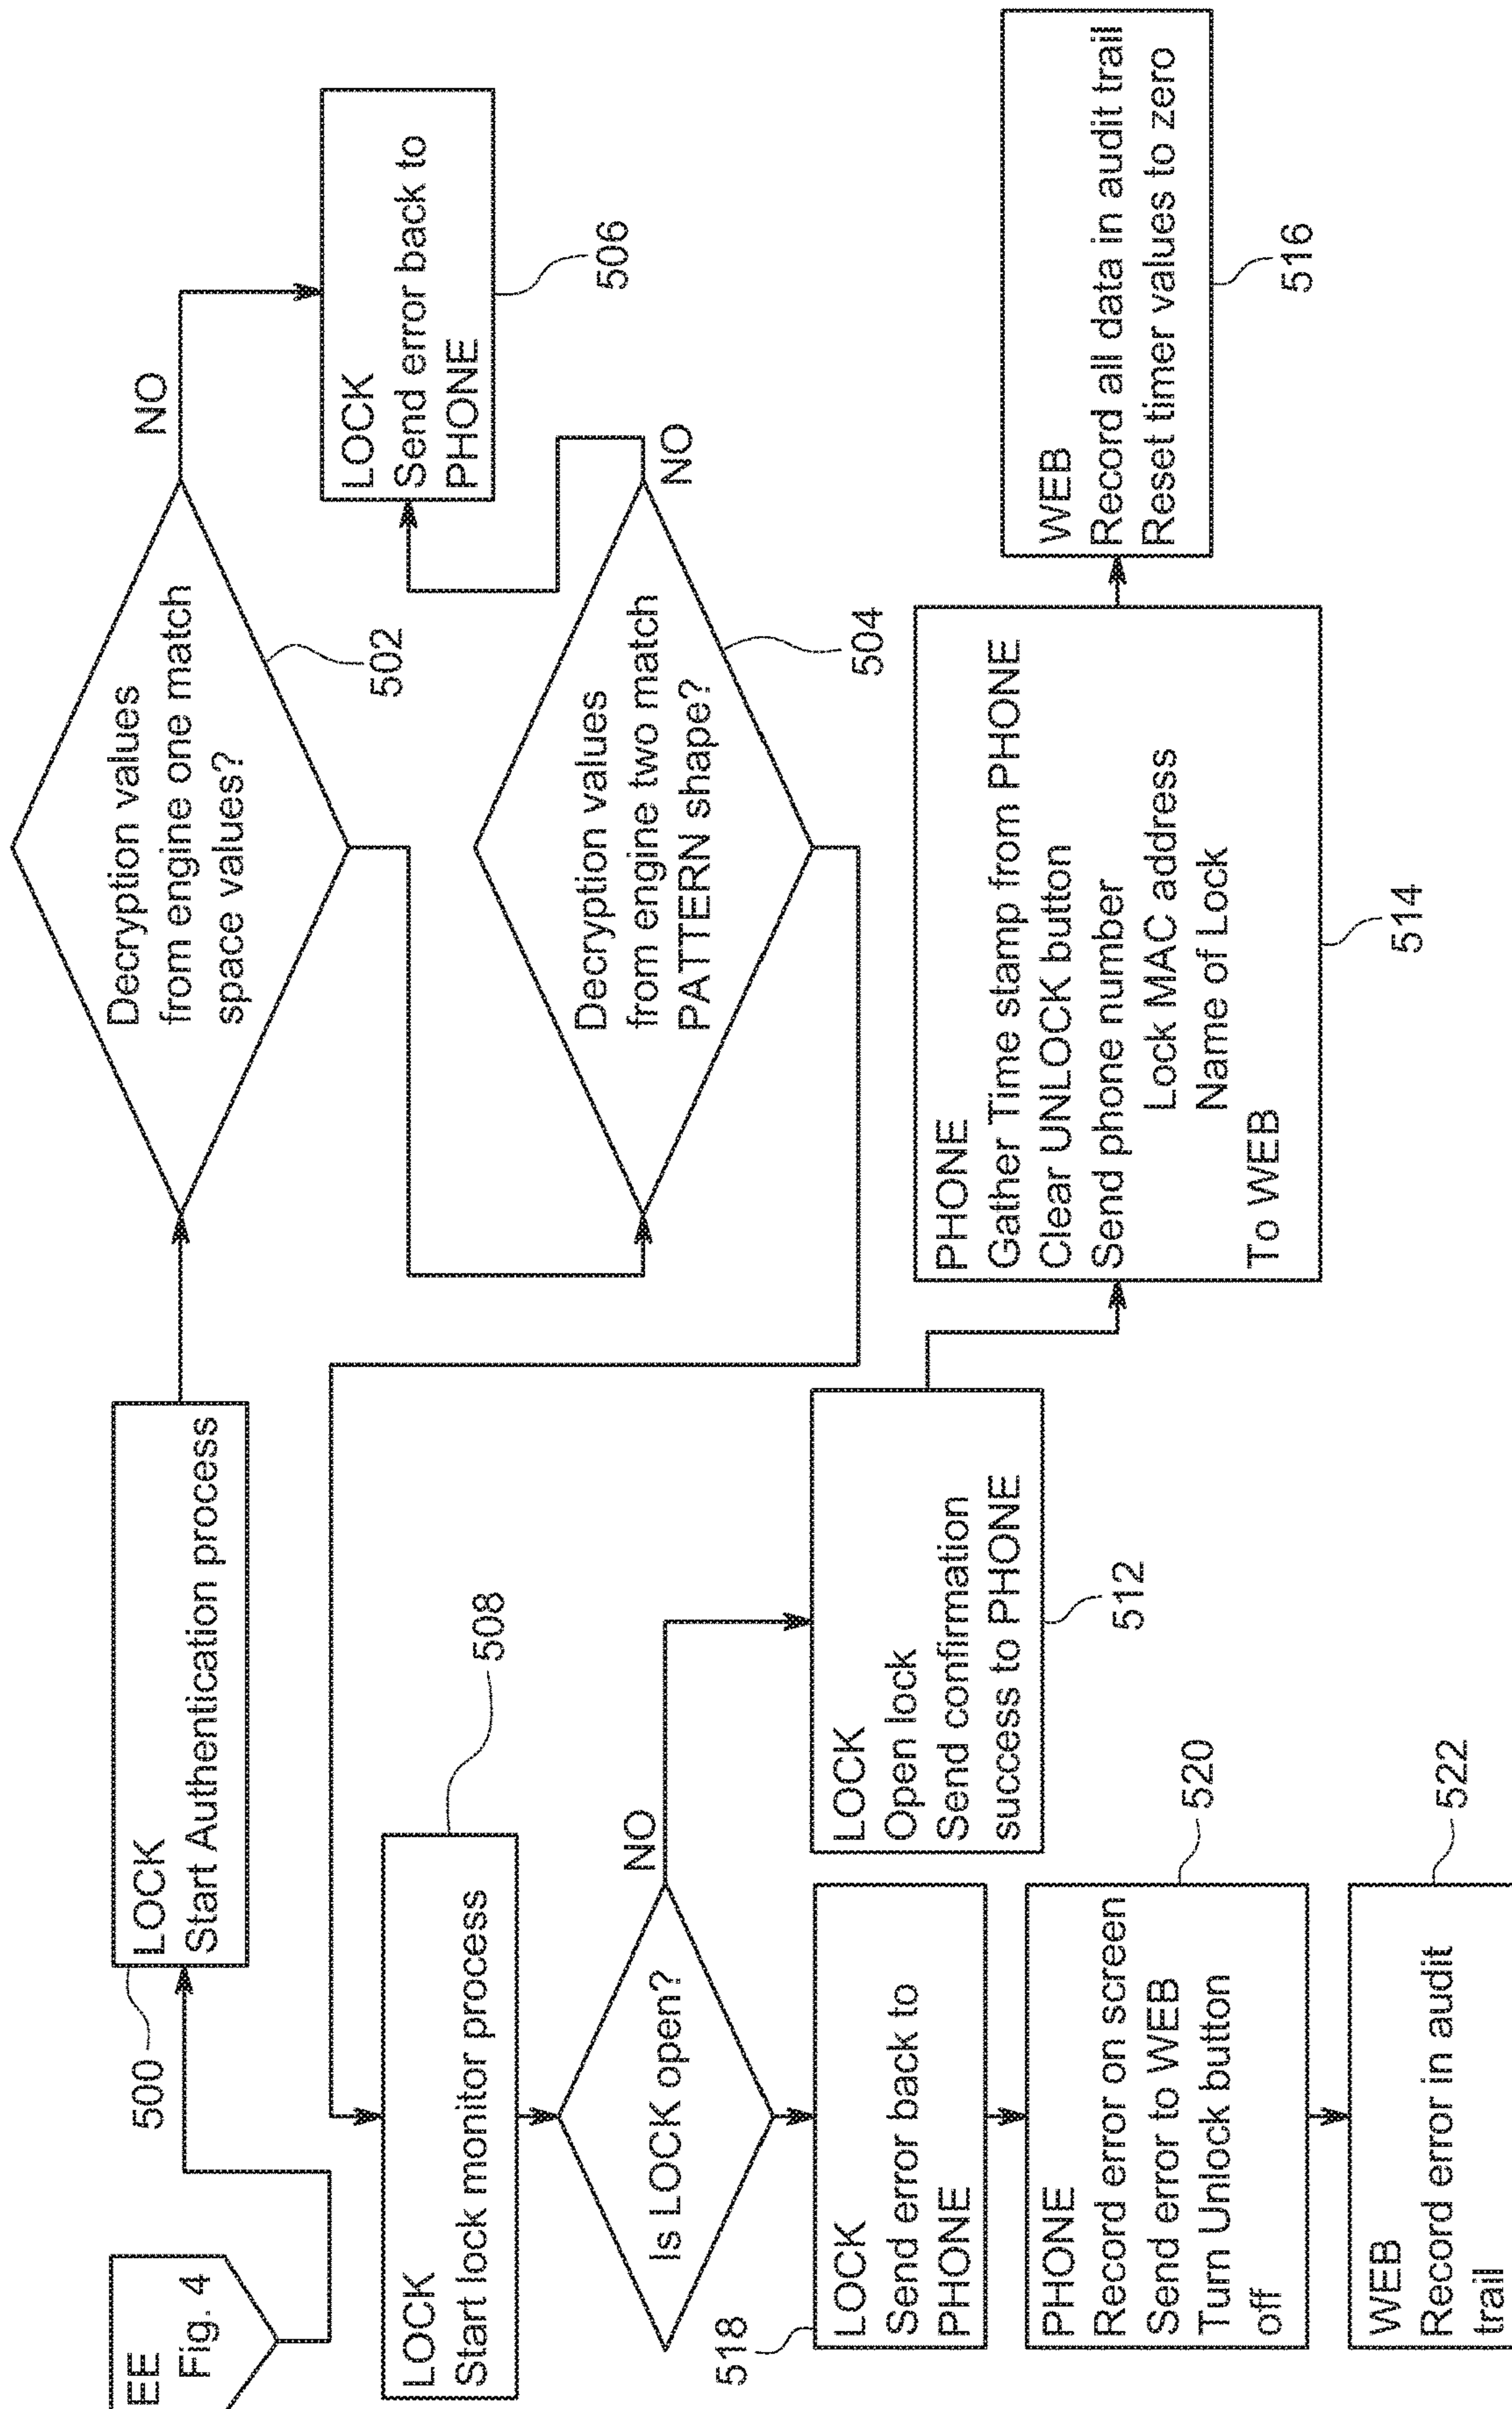 EE
Fig. 4
500
LOCK
Start Authentication process
Decryption values
from engine one match
space values?
NO
502
LOCK
Send error back to
PHONE
506
Decryption values
from engine two match
PATTERN shape?
NO
504
LOCK
Start lock monitor process
508
Is LOCK open?
NO
LOCK
Open lock
Send confirmation
success to PHONE
512
PHONE
Gather Time stamp from PHONE
Clear UNLOCK button
Send phone number
Lock MAC address
Name of Lock
To WEB
514
WEB
Record all data in audit trail
Reset timer values to zero
516
518
LOCK
Send error back to
PHONE
PHONE
Record error on screen
Send error to WEB
Turn Unlock button
off
520
WEB
Record error in audit
trail
522